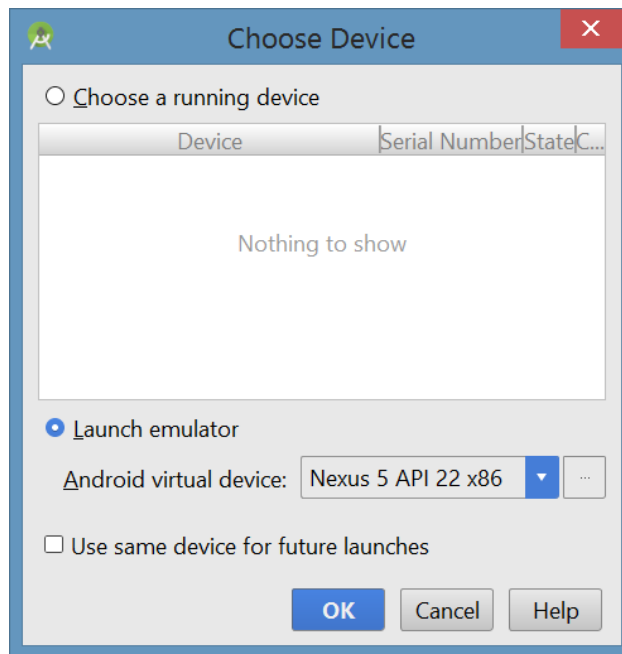 Choose Device
Choose a running device
Device Serial Number State C...
Nothing to show
Launch emulator
Android virtual device: Nexus 5 API 22 x86 ...
Use same device for future launches
OK Cancel Help